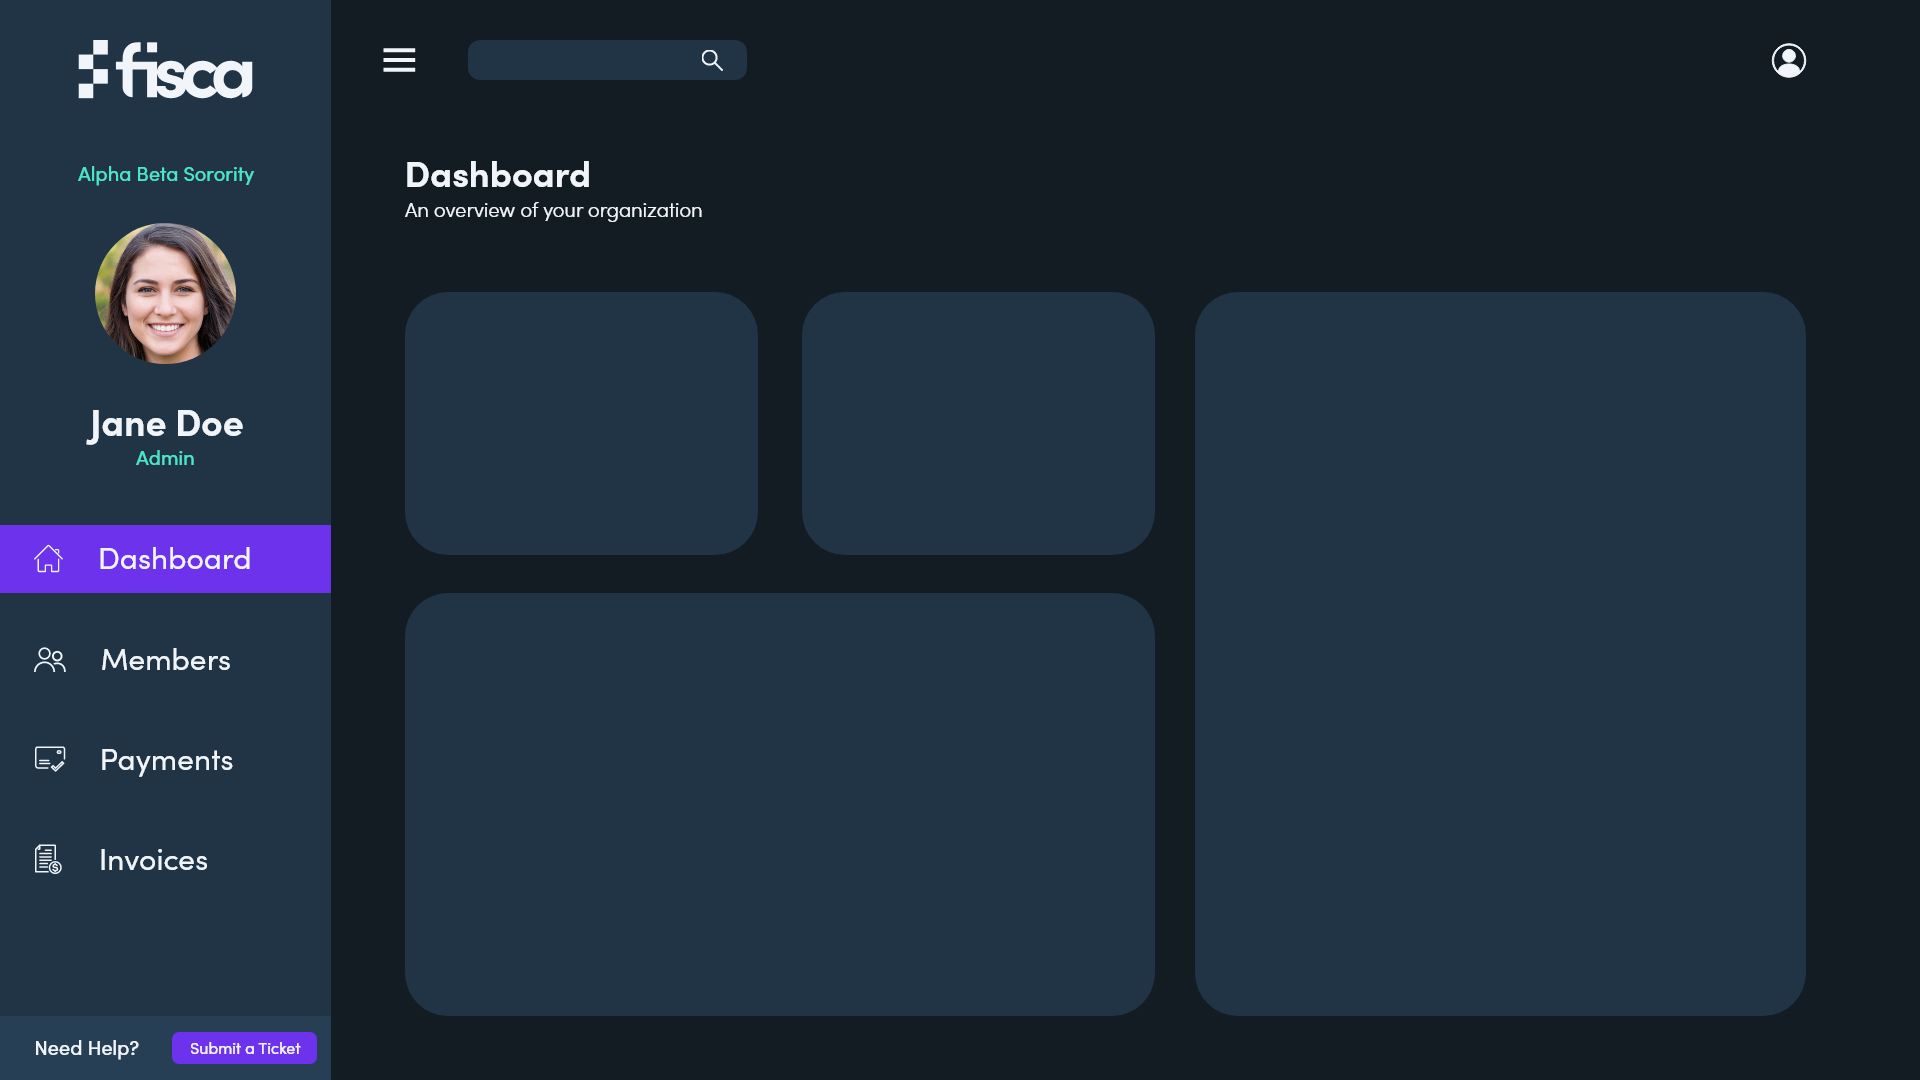 fisca
Alpha Beta Sorority
Jane Doe
Admin
Dashboard
Members
Payments
Invoices
Need Help?
Submit a Ticket
Dashboard
An overview of your organization